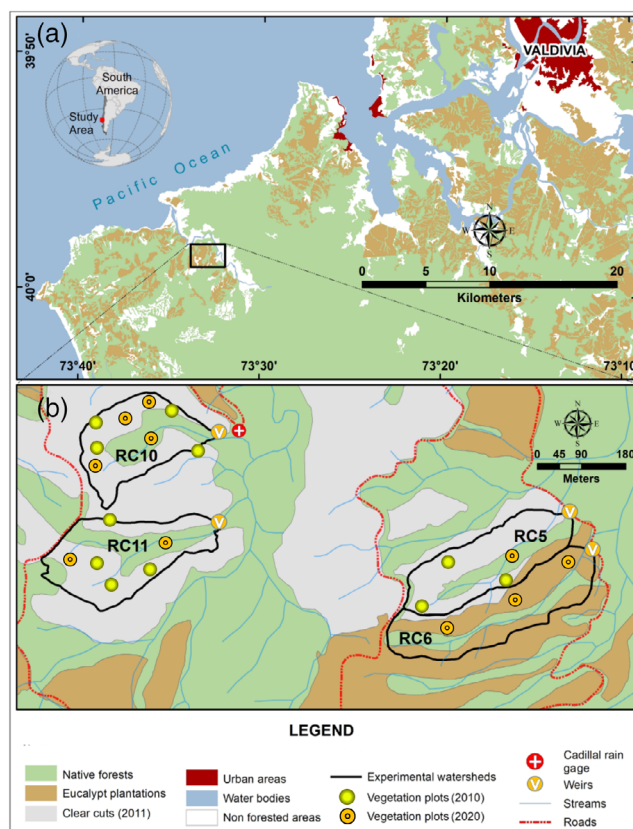 (a)
39°50'
40°0'
South
America
Study
Area
Pacific Ocean
VALDIVIA
N
W E
S
0 5 10 20
Kilometers
73°40' 73°30' 73°20' 73°10'
(b)
RC10
RC11
RC5
RC6
V
V
V
V
N
W E
S
0 45 90 180
Meters
LEGEND
Native forests
Eucalypt plantations
Clear cuts (2011)
Urban areas
Water bodies
Non forested areas
Experimental watersheds
Vegetation plots (2010)
Vegetation plots (2020)
Cadillal rain
gage
V Weirs
Streams
Roads